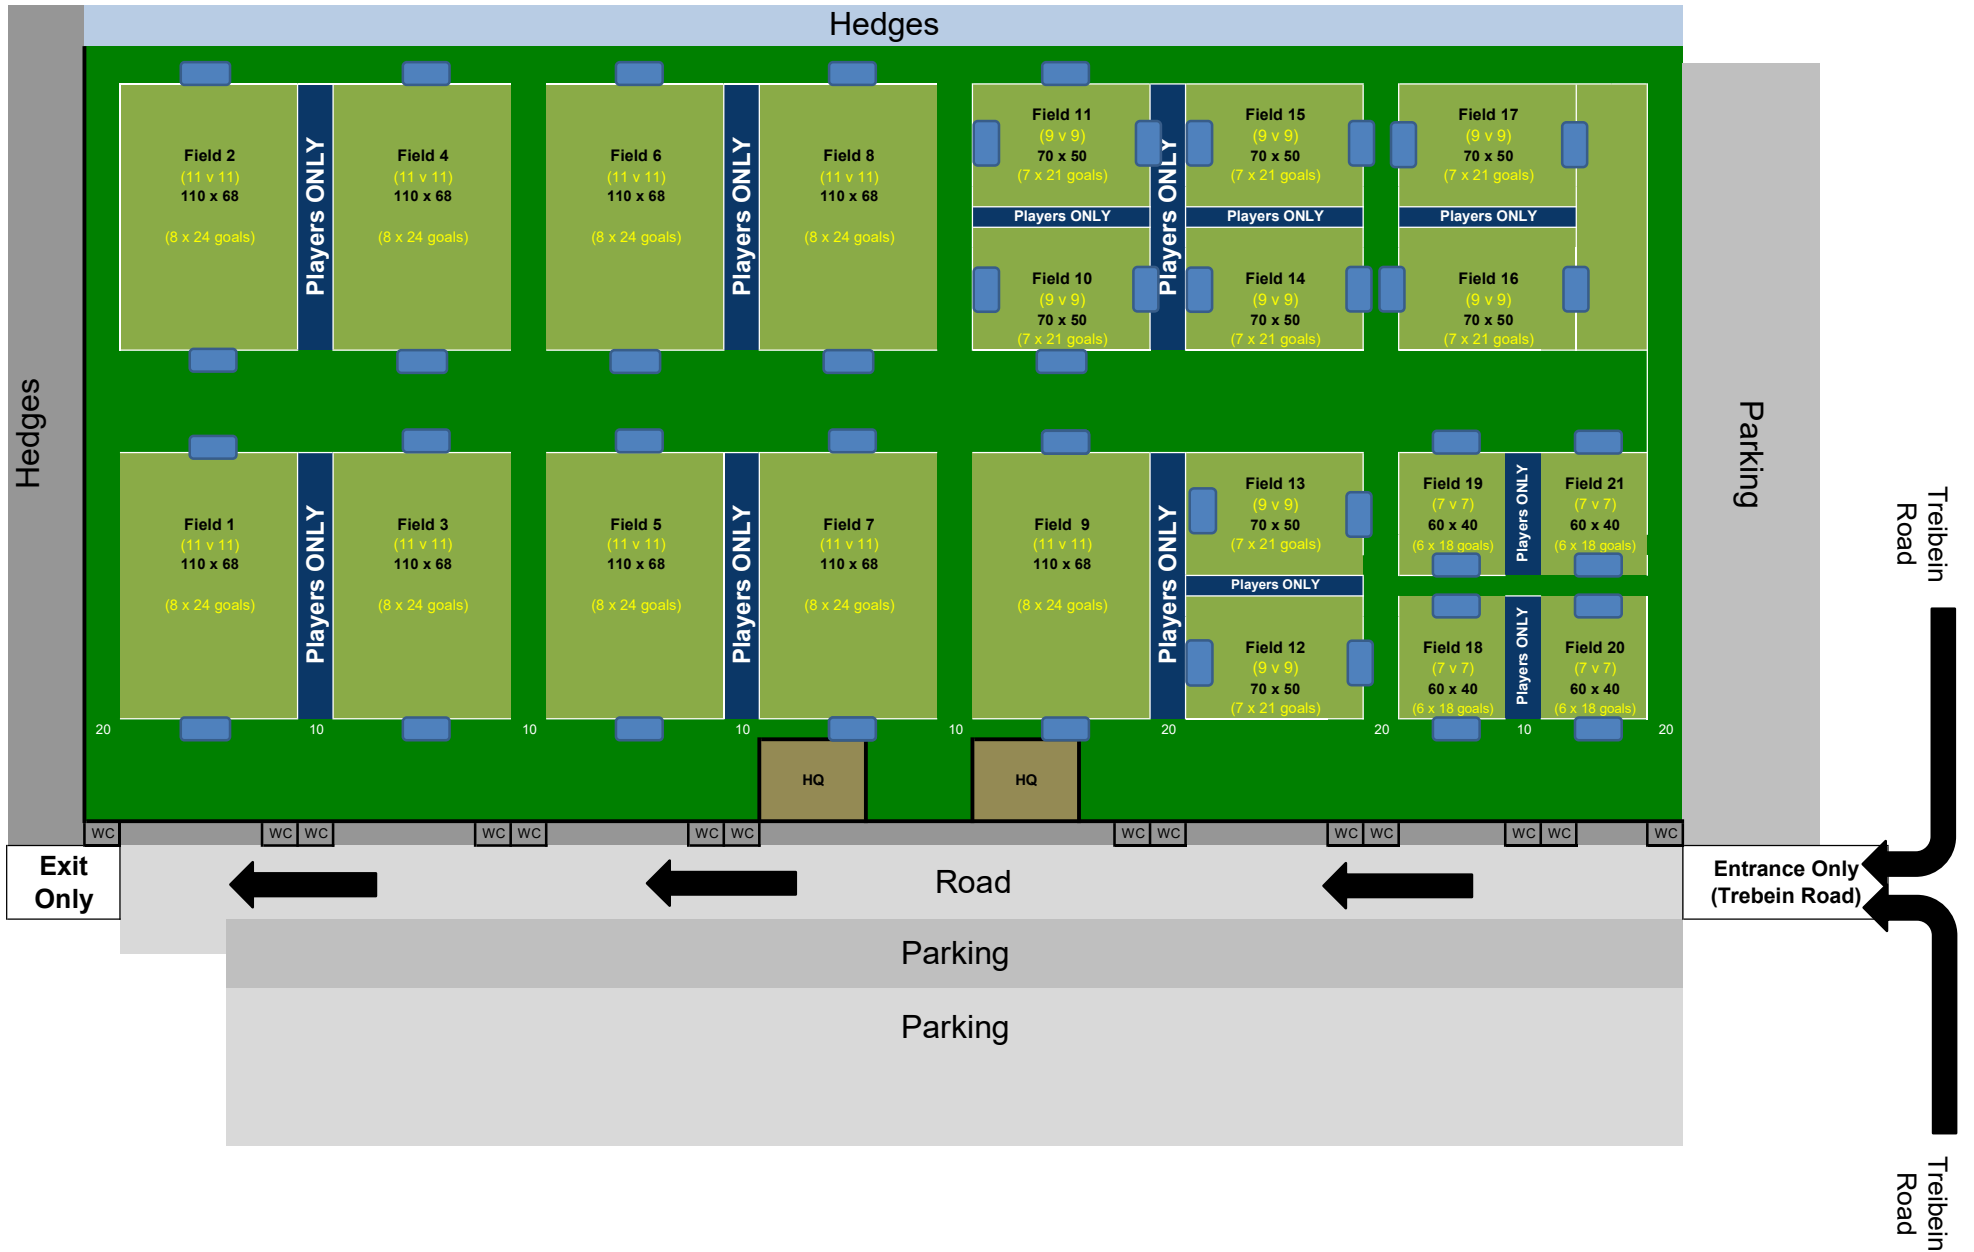 Hedges
Hedges
Field 2
(11 v 11)
110 x 68
(8 x 24 goals)
Players ONLY
Field 4
(11 v 11)
110 x 68
(8 x 24 goals)
Field 6
(11 v 11)
110 x 68
(8 x 24 goals)
Players ONLY
Field 8
(11 v 11)
110 x 68
(8 x 24 goals)
Field 11
(9 v 9)
70 x 50
(7 x 21 goals)
Players ONLY
Field 10
(9 v 9)
70 x 50
(7 x 21 goals)
Players ONLY
Field 15
(9 v 9)
70 x 50
(7 x 21 goals)
Players ONLY
Field 14
(9 v 9)
70 x 50
(7 x 21 goals)
Field 17
(9 v 9)
70 x 50
(7 x 21 goals)
Players ONLY
Field 16
(9 v 9)
70 x 50
(7 x 21 goals)
Parking
Field 1
(11 v 11)
110 x 68
(8 x 24 goals)
Players ONLY
Field 3
(11 v 11)
110 x 68
(8 x 24 goals)
Field 5
(11 v 11)
110 x 68
(8 x 24 goals)
Players ONLY
Field 7
(11 v 11)
110 x 68
(8 x 24 goals)
Field 9
(11 v 11)
110 x 68
(8 x 24 goals)
Players ONLY
Field 13
(9 v 9)
70 x 50
(7 x 21 goals)
Players ONLY
Field 12
(9 v 9)
70 x 50
(7 x 21 goals)
Field 19
(7 v 7)
60 x 40
(6 x 18 goals)
Players ONLY
Field 21
(7 v 7)
60 x 40
(6 x 18 goals)
Field 18
(7 v 7)
60 x 40
(6 x 18 goals)
Players ONLY
Field 20
(7 v 7)
60 x 40
(6 x 18 goals)
Treibein
Road
20 10 10 10 10 20 20 10 20
HQ HQ
WC WC WC WC WC WC WC WC WC WC WC WC WC WC
Exit
Only
Road
Entrance Only
(Trebein Road)
Parking
Parking
Treibein
Road